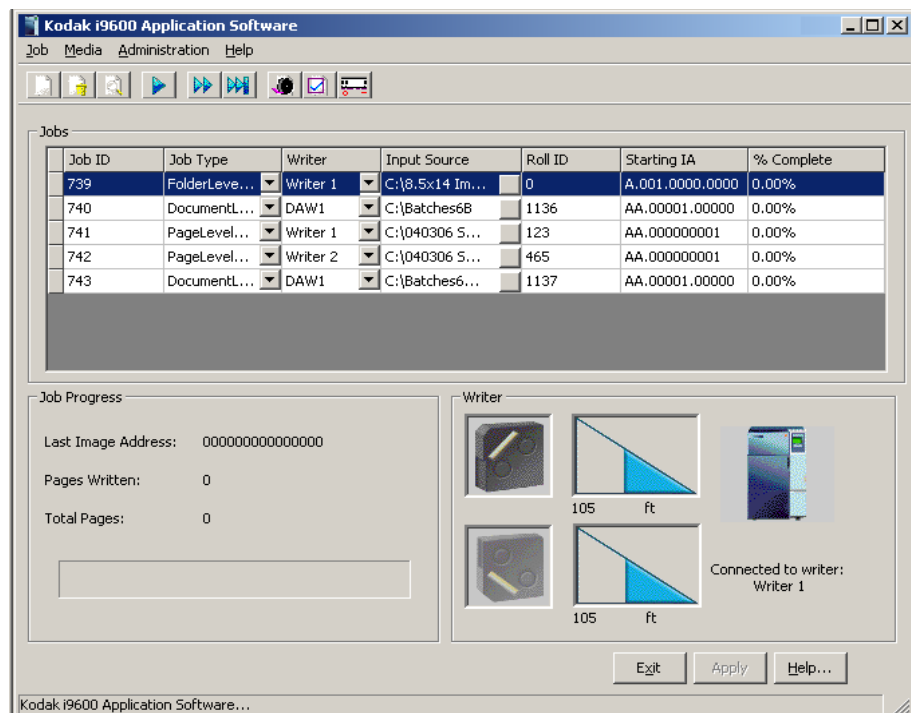 Kodak i9600 Application Software
Job Media Administration Help
Jobs
Job ID Job Type Writer Input Source Roll ID Starting IA % Complete
739 FolderLeve... Writer 1 C:\8.5x14 Im... 0 A.001.0000.0000 0.00%
740 DocumentL... DAW1 C:\Batches6B 1136 AA.00001.00000 0.00%
741 PageLevel... Writer 1 C:\040306 S... 123 AA.000000001 0.00%
742 PageLevel... Writer 2 C:\040306 S... 465 AA.000000001 0.00%
743 DocumentL... DAW1 C:\Batches6... 1137 AA.00001.00000 0.00%
Job Progress
Last Image Address: 000000000000000
Pages Written: 0
Total Pages: 0
Writer
105 ft
105 ft
Connected to writer:
Writer 1
Exit Apply Help...
Kodak i9600 Application Software...